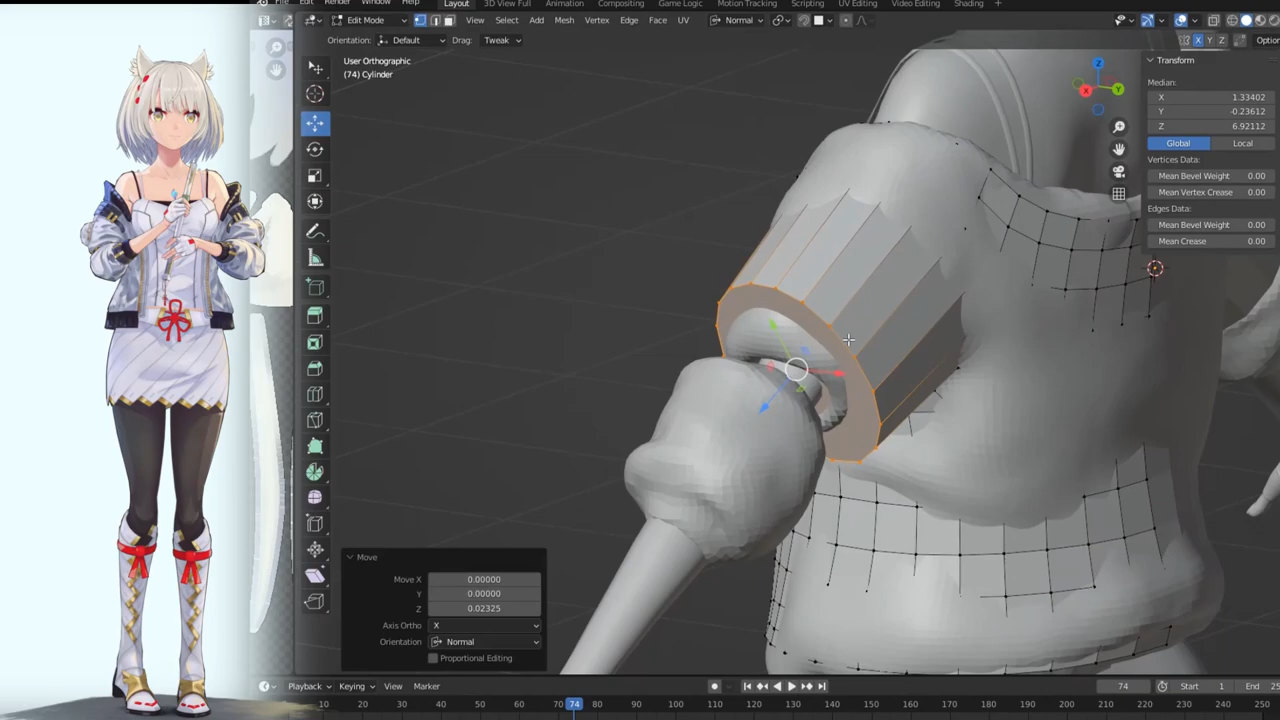 File Edit Render Window Help Layout 3D View Full Animation Compositing Game Logic Motion Tracking Scripting UV Editing Video Editing Shading +
Edit Mode View Select Add Mesh Vertex Edge Face UV Normal
Orientation: Default Drag: Tweak X Y Z Optio
User Orthographic
(74) Cylinder
Z
X Y
Transform
Median:
X 1.33402
Y -0.23612
Z 6.92112
Global Local
Vertices Data:
Mean Bevel Weight 0.00
Mean Vertex Crease 0.00
Edges Data:
Mean Bevel Weight 0.00
Mean Crease 0.00
Move
Move X 0.00000
Y 0.00000
Z 0.02325
Axis Ortho X
Orientation Normal
Proportional Editing
Playback Keying View Marker 74 Start 1 End 25
10 20 30 40 50 60 70 74 80 90 100 110 120 130 140 150 160 170 180 190 200 210 220 230 240 250